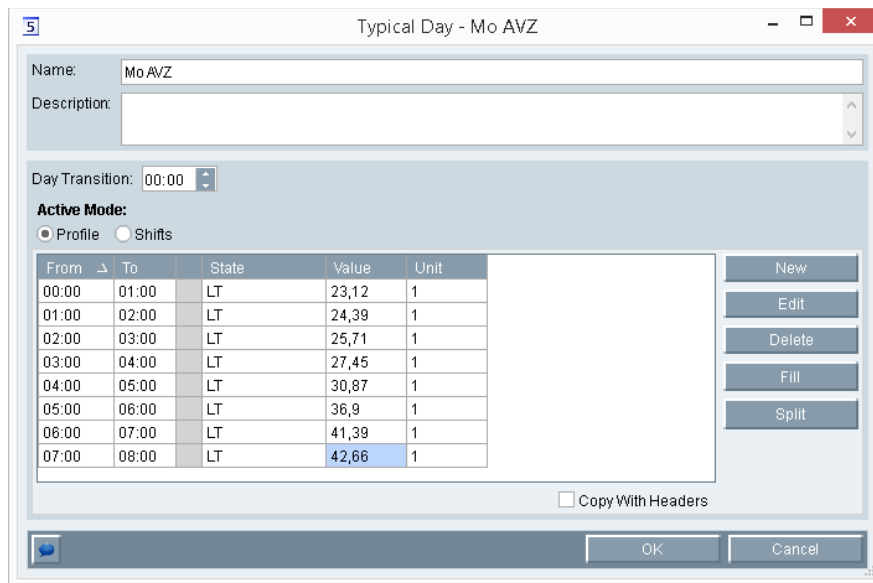 5 Typical Day - Mo AVZ
Name: Mo AVZ
Description:
Day Transition: 00:00
Active Mode:
Profile Shifts
From To State Value Unit
00:00 01:00 LT 23,12 1
01:00 02:00 LT 24,39 1
02:00 03:00 LT 25,71 1
03:00 04:00 LT 27,45 1
04:00 05:00 LT 30,87 1
05:00 06:00 LT 36,9 1
06:00 07:00 LT 41,39 1
07:00 08:00 LT 42,66 1
New
Edit
Delete
Fill
Split
Copy With Headers
OK Cancel